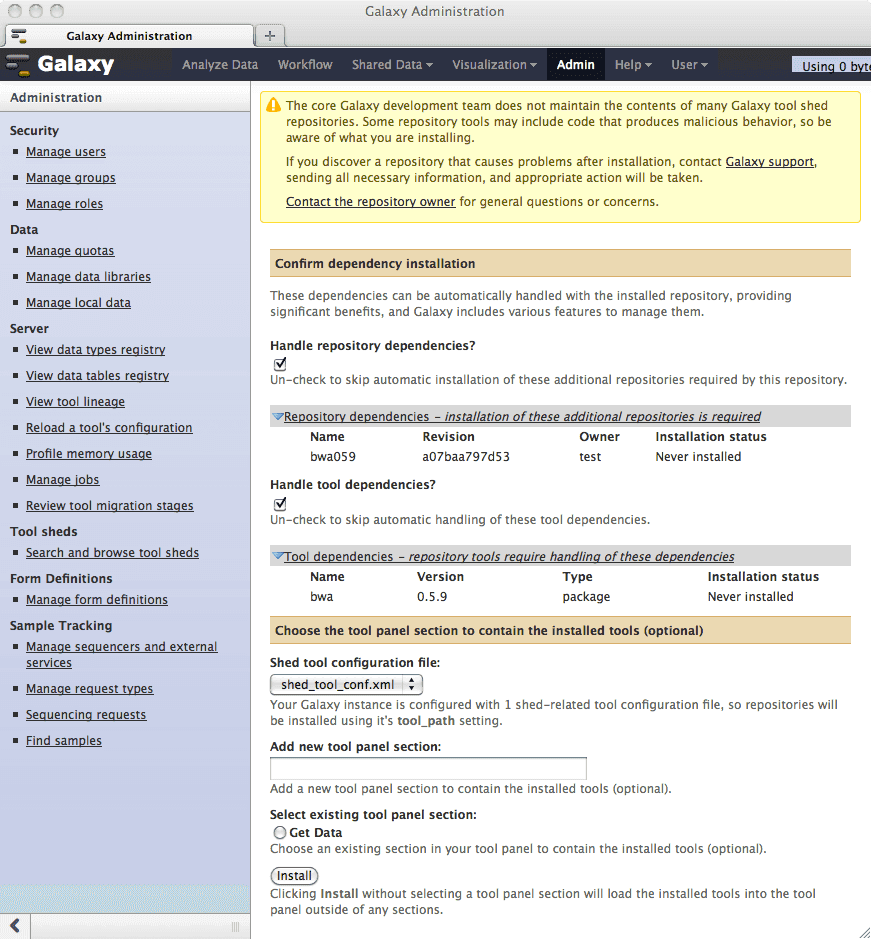 Galaxy Administration
Galaxy Administration
Galaxy
Analyze Data
Workflow
Shared Data
Visualization
Admin
Help
User
Using 0 byte
Administration
Security
Manage users
Manage groups
Manage roles
Data
Manage quotas
Manage data libraries
Manage local data
Server
View data types registry
View data tables registry
View tool lineage
Reload a tool's configuration
Profile memory usage
Manage jobs
Review tool migration stages
Tool sheds
Search and browse tool sheds
Form Definitions
Manage form definitions
Sample Tracking
Manage sequencers and external
services
Manage request types
Sequencing requests
Find samples
The core Galaxy development team does not maintain the contents of many Galaxy tool shed
repositories. Some repository tools may include code that produces malicious behavior, so be
aware of what you are installing.
If you discover a repository that causes problems after installation, contact Galaxy support,
sending all necessary information, and appropriate action will be taken.
Contact the repository owner for general questions or concerns.
Confirm dependency installation
These dependencies can be automatically handled with the installed repository, providing
significant benefits, and Galaxy includes various features to manage them.
Handle repository dependencies?
Un-check to skip automatic installation of these additional repositories required by this repository.
Repository dependencies - installation of these additional repositories is required
Name Revision Owner Installation status
bwa059 a07baa797d53 test Never installed
Handle tool dependencies?
Un-check to skip automatic handling of these tool dependencies.
Tool dependencies - repository tools require handling of these dependencies
Name Version Type Installation status
bwa 0.5.9 package Never installed
Choose the tool panel section to contain the installed tools (optional)
Shed tool configuration file:
shed_tool_conf.xml
Your Galaxy instance is configured with 1 shed-related tool configuration file, so repositories will
be installed using it's tool_path setting.
Add new tool panel section:
Add a new tool panel section to contain the installed tools (optional).
Select existing tool panel section:
Get Data
Choose an existing section in your tool panel to contain the installed tools (optional).
Install
Clicking Install without selecting a tool panel section will load the installed tools into the tool
panel outside of any sections.